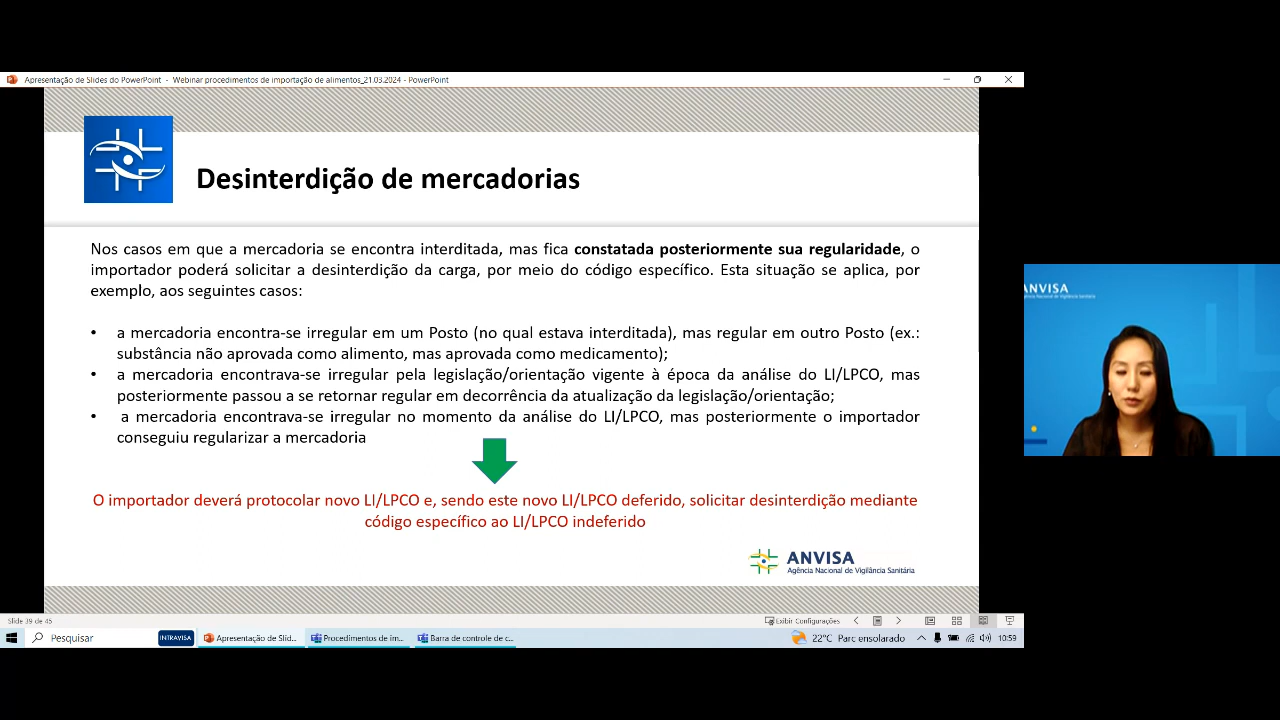 Apresentação de Slides do PowerPoint - Webinar procedimentos de importação de alimentos_21.03.2024 - PowerPoint
Desinterdição de mercadorias
Nos casos em que a mercadoria se encontra interditada, mas fica constatada posteriormente sua regularidade, o
importador poderá solicitar a desinterdição da carga, por meio do código específico. Esta situação se aplica, por
exemplo, aos seguintes casos:
• a mercadoria encontra-se irregular em um Posto (no qual estava interditada), mas regular em outro Posto (ex.:
substância não aprovada como alimento, mas aprovada como medicamento);
• a mercadoria encontrava-se irregular pela legislação/orientação vigente à época da análise do LI/LPCO, mas
posteriormente passou a se retornar regular em decorrência da atualização da legislação/orientação;
• a mercadoria encontrava-se irregular no momento da análise do LI/LPCO, mas posteriormente o importador
conseguiu regularizar a mercadoria
O importador deverá protocolar novo LI/LPCO e, sendo este novo LI/LPCO deferido, solicitar desinterdição mediante
código específico ao LI/LPCO indeferido
ANVISA
Agência Nacional de Vigilância Sanitária
ANVISA
Agência Nacional de Vigilância Sanitária
Slide 39 de 45
Exibir Configurações
Pesquisar
INTRAVISA
Apresentação de Slid...
Procedimentos de im...
Barra de controle de c...
22°C Parc ensolarado
10:59